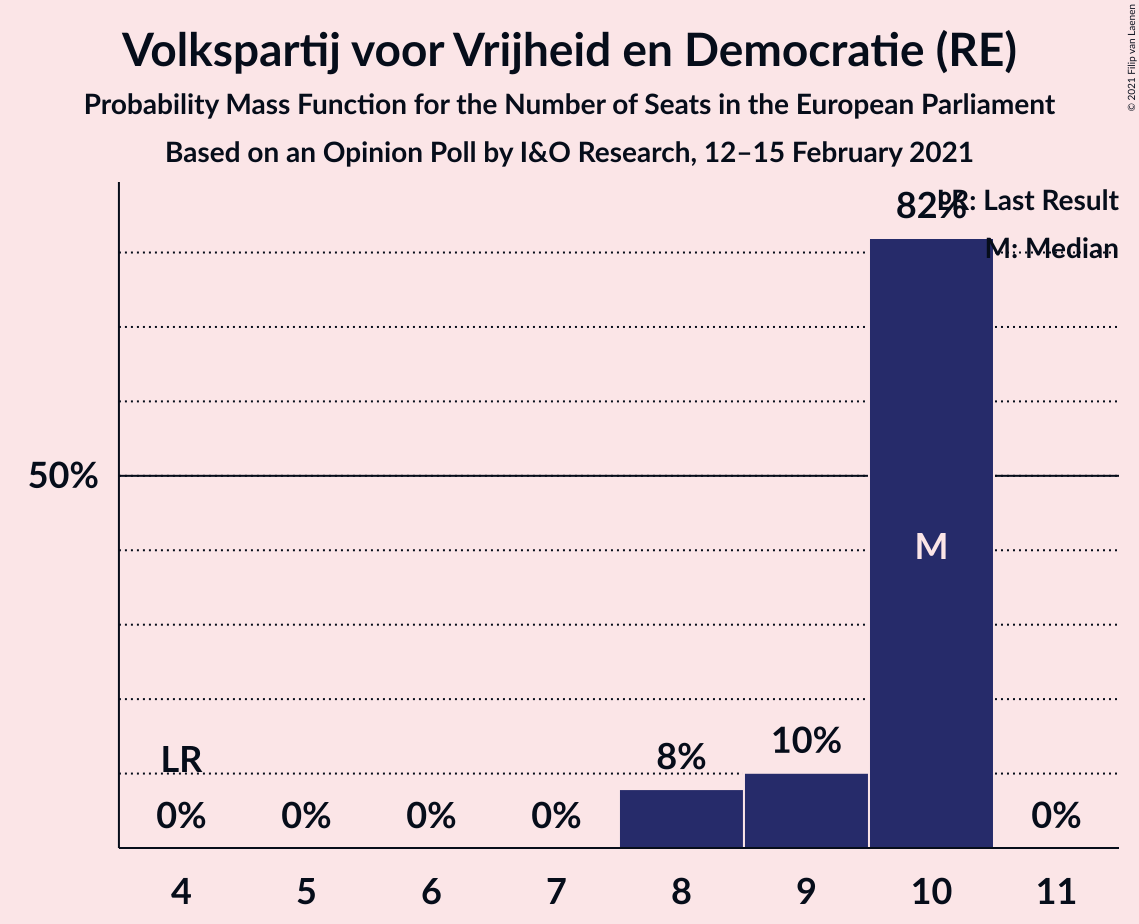 Volkspartij voor Vrijheid en Democratie (RE)
Probability Mass Function for the Number of Seats in the European Parliament
Based on an Opinion Poll by I&O Research, 12–15 February 2021
© 2021 Filip van Laenen
LR: Last Result
M: Median
82%
50%
M
LR
0%
0%
0%
0%
8%
10%
0%
4
5
6
7
8
9
10
11